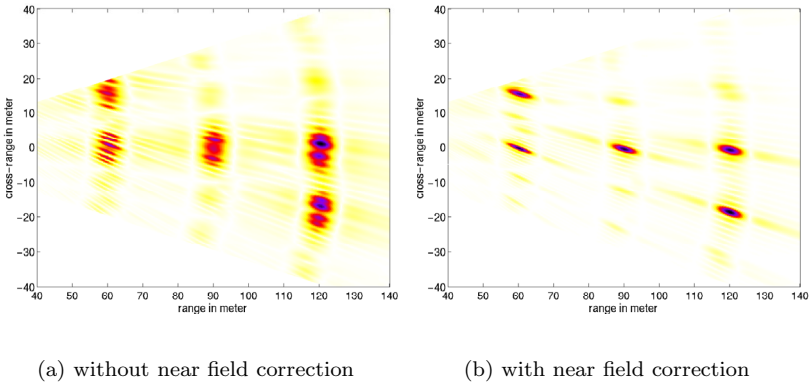 40
30
20
10
0
−10
−20
−30
−40
cross−range in meter
40 50 60 70 80 90 100 110 120 130 140
range in meter
(a) without near field correction
40
30
20
10
0
−10
−20
−30
−40
cross−range in meter
40 50 60 70 80 90 100 110 120 130 140
range in meter
(b) with near field correction